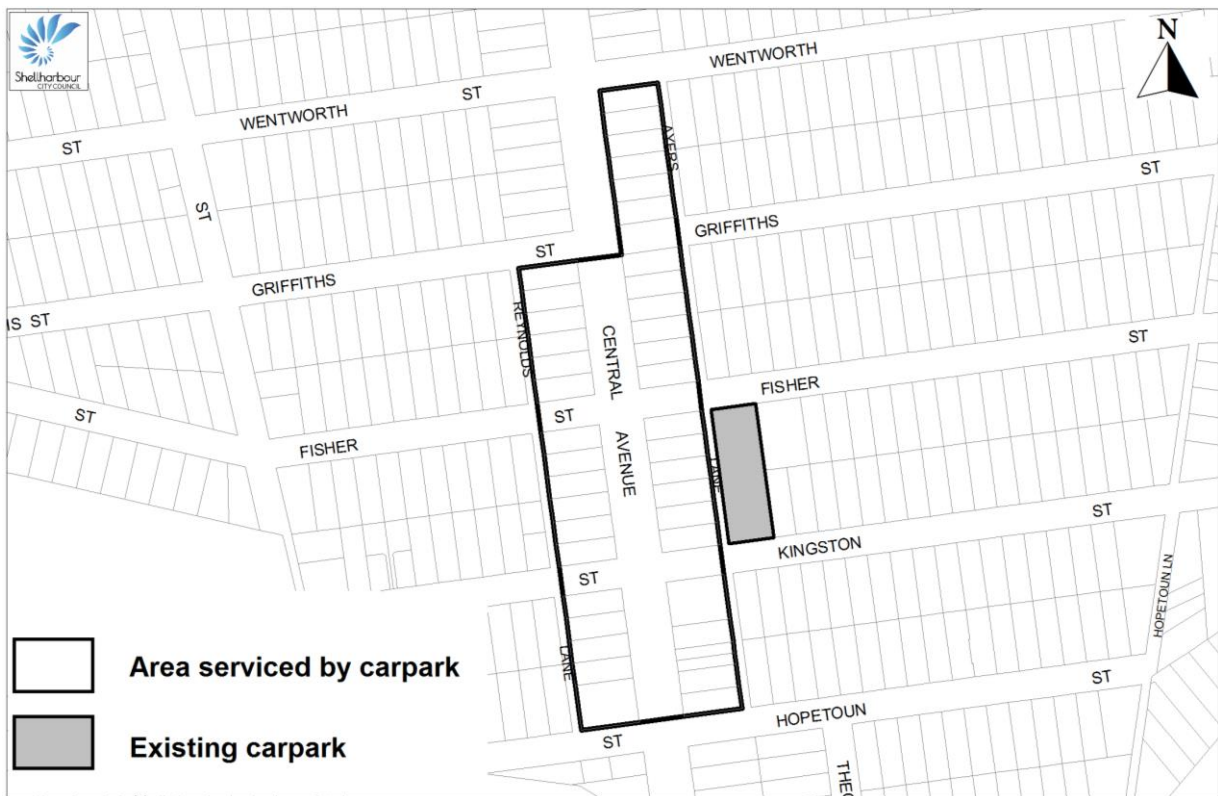 Shellharbour
CITY COUNCIL
N
WENTWORTH
ST
WENTWORTH
ST
AYERS
ST
ST
GRIFFITHS
ST
GRIFFITHS
IS ST
REYNOLDS
CENTRAL
ST
FISHER
ST
ST
FISHER
AVENUE
LANE
ST
KINGSTON
ST
HOPETOUN LN
LANE
ST
HOPETOUN
ST
Area serviced by carpark
Existing carpark